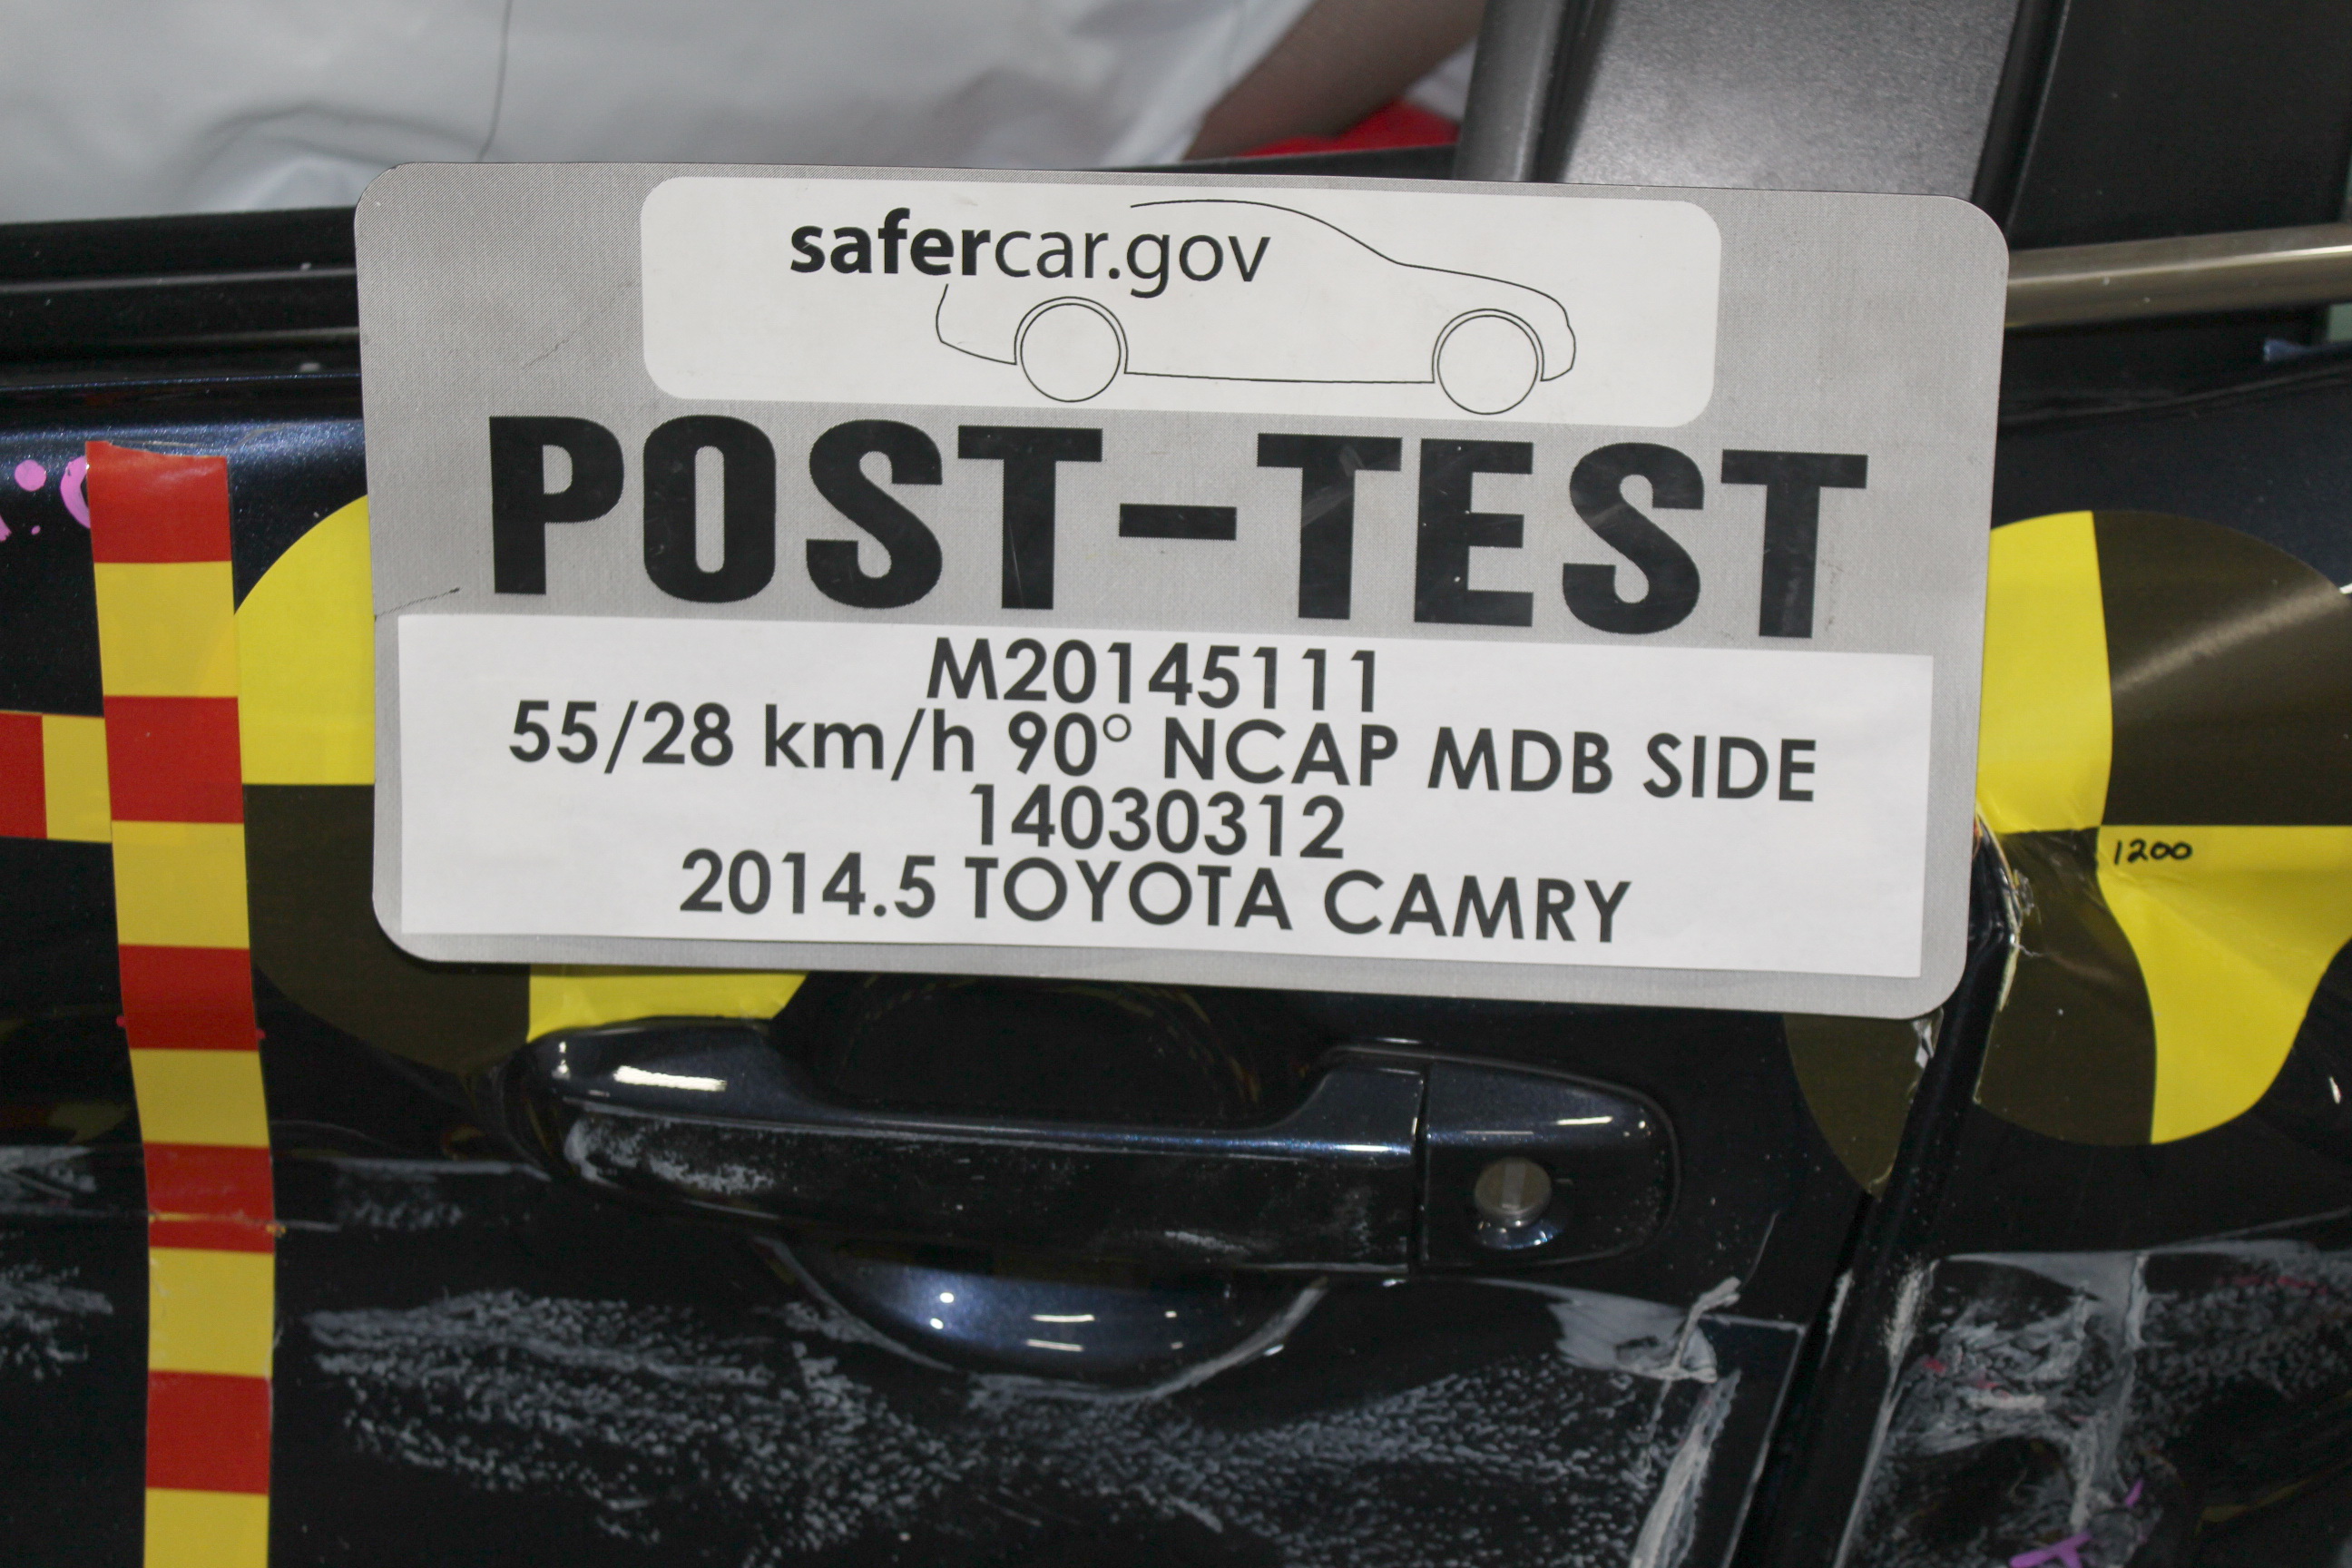 safercar.gov
POST-TEST
M20145111
55/28 km/h 90° NCAP MDB SIDE
14030312
2014.5 TOYOTA CAMRY
1200